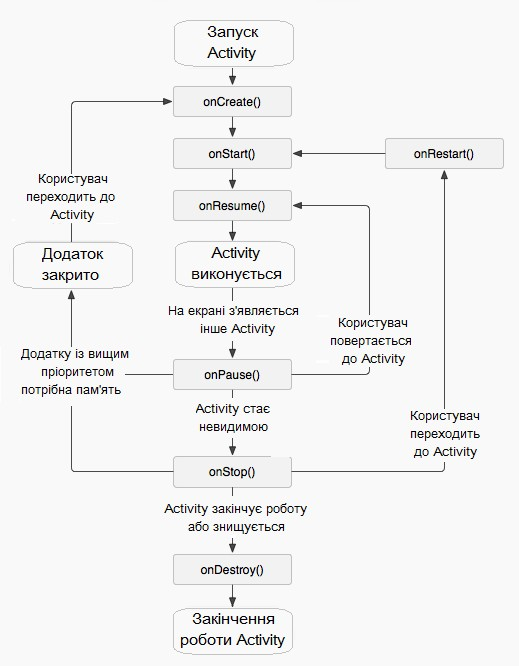 Запуск
Activity
onCreate()
onStart()
onRestart()
Користувач
переходить до
Activity
onResume()
Додаток
закрито
Activity
виконується
На екрані з'являється
інше Activity
Користувач
повертається
до Activity
Додатку із вищим
пріоритетом
потрібна пам'ять
onPause()
Activity стає
невидимою
Користувач
переходить
до Activity
onStop()
Activity закінчує роботу
або знищується
onDestroy()
Закінчення
роботи Activity